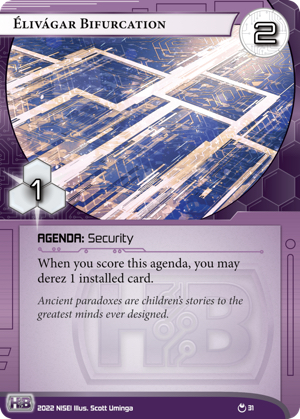 Élivágar Bifurcation
2
1
AGENDA: Security
When you score this agenda, you may
derez 1 installed card.
Ancient paradoxes are children's stories to the
greatest minds ever designed.
H B
2022 NISEI Illus. Scott Uminga
31